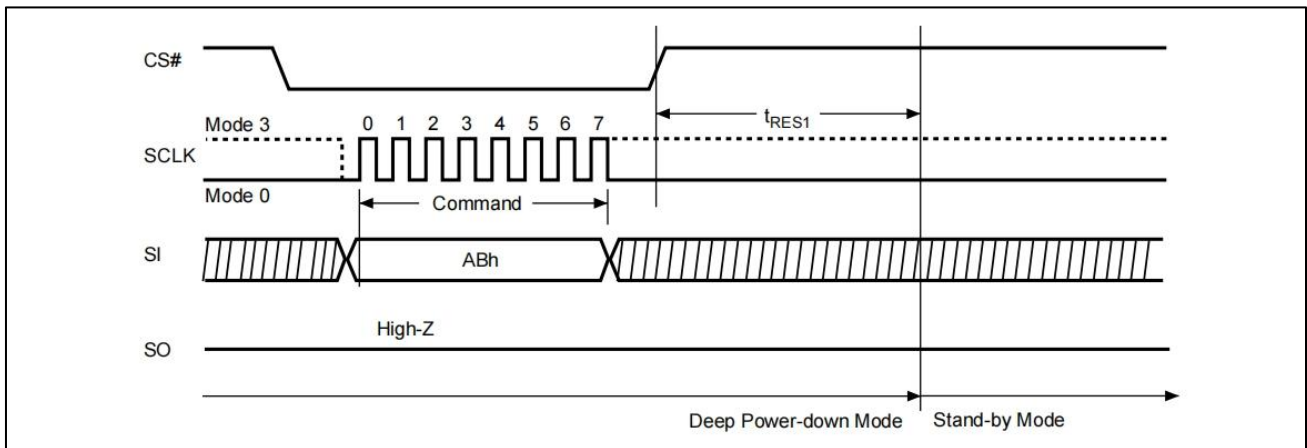 CS#
tRES1
Mode 3
0 1 2 3 4 5 6 7
SCLK
Mode 0
Command
SI
ABh
High-Z
SO
Deep Power-down Mode
Stand-by Mode